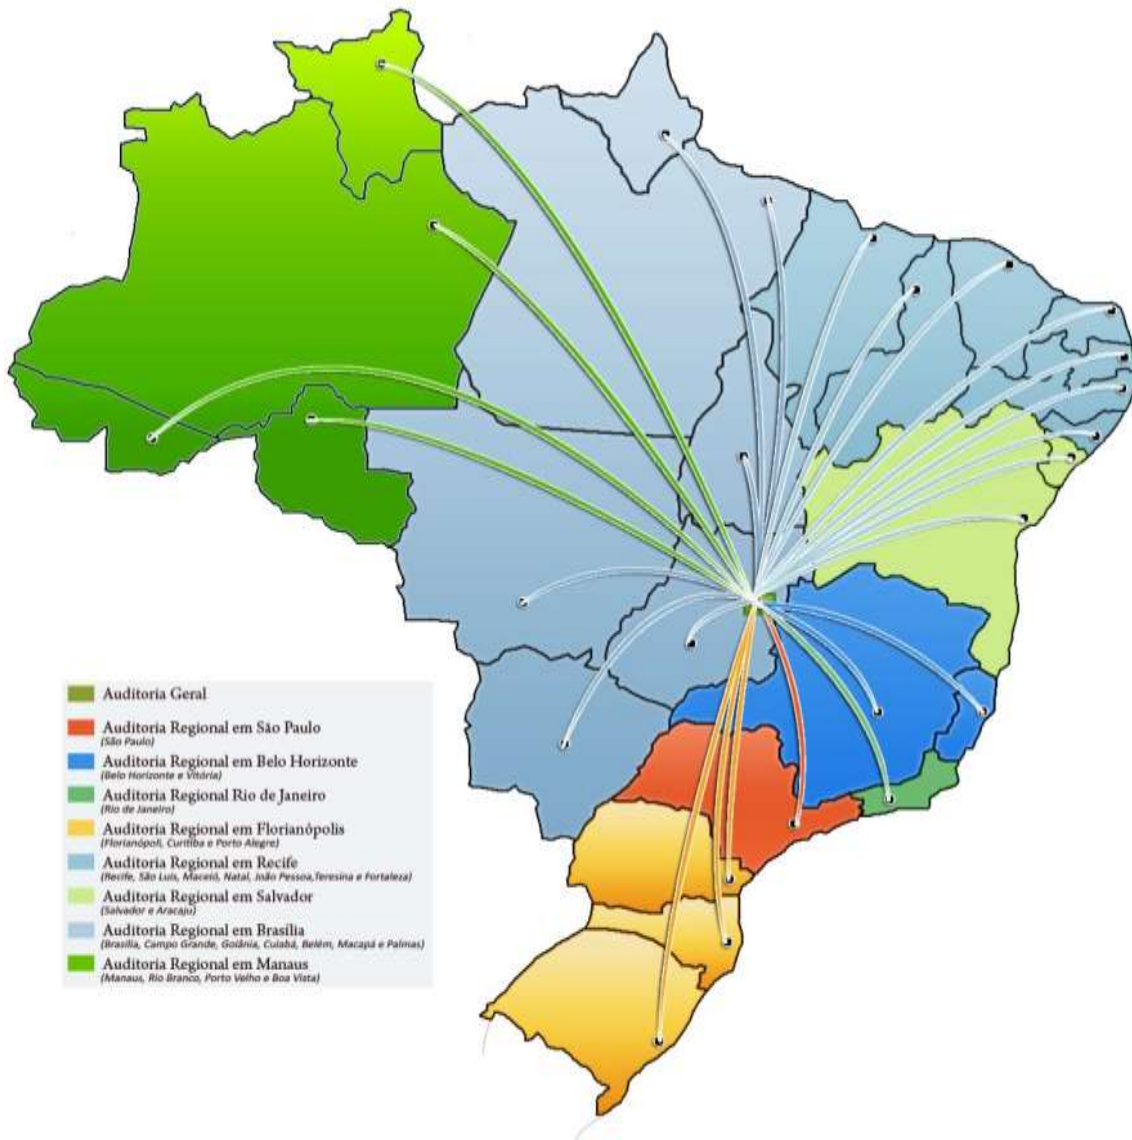 Auditoria Geral
Auditoria Regional em São Paulo
(São Paulo)
Auditoria Regional em Belo Horizonte
(Belo Horizonte e Vitória)
Auditoria Regional Rio de Janeiro
(Rio de Janeiro)
Auditoria Regional em Florianópolis
(Florianópoli, Curitiba e Porto Alegre)
Auditoria Regional em Recife
(Recife, São Luis, Maceió, Natal, João Pessoa,Teresina e Fortaleza)
Auditoria Regional em Salvador
(Salvador e Aracaju)
Auditoria Regional em Brasília
(Brasília, Campo Grande, Goiânia, Cuiabá, Belém, Macapá e Palmas)
Auditoria Regional em Manaus
(Manaus, Rio Branco, Porto Velho e Boa Vista)